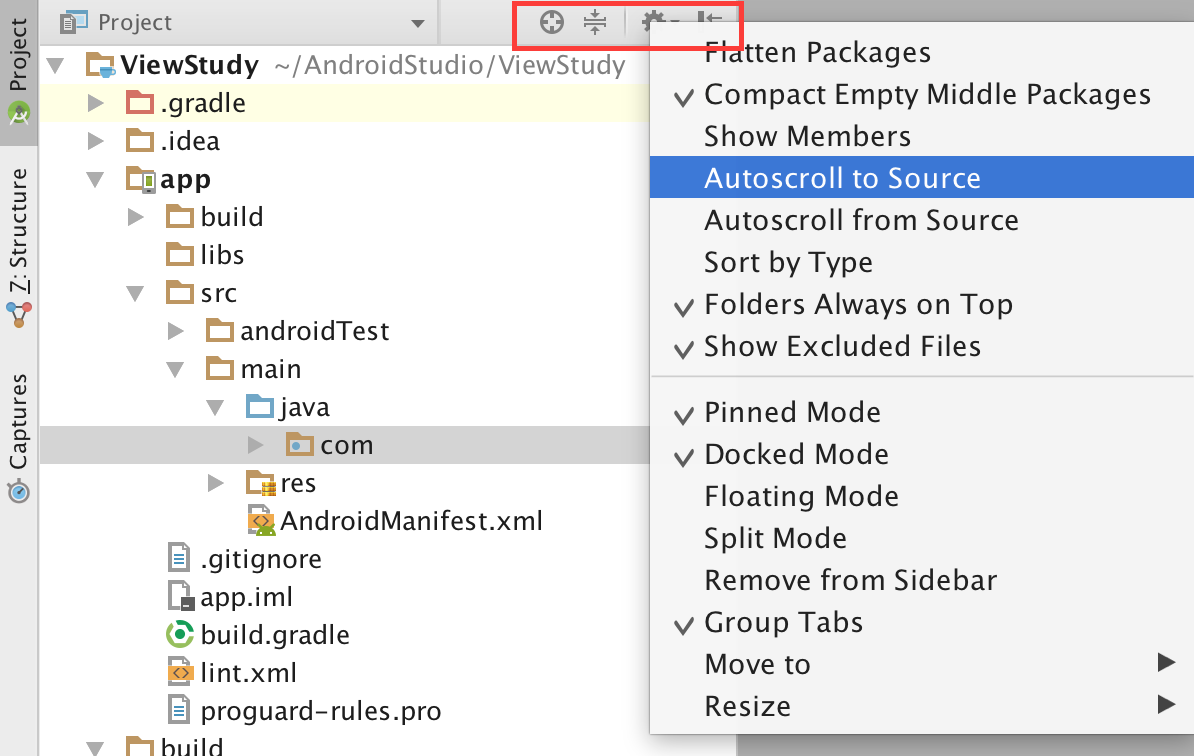 Project
Project
Z: Structure
Captures
ViewStudy ~/AndroidStudio/ViewStudy
.gradle
.idea
app
build
libs
src
androidTest
main
java
com
res
AndroidManifest.xml
.gitignore
app.iml
build.gradle
lint.xml
proguard-rules.pro
build
Flatten Packages
Compact Empty Middle Packages
Show Members
Autoscroll to Source
Autoscroll from Source
Sort by Type
Folders Always on Top
Show Excluded Files
Pinned Mode
Docked Mode
Floating Mode
Split Mode
Remove from Sidebar
Group Tabs
Move to
Resize